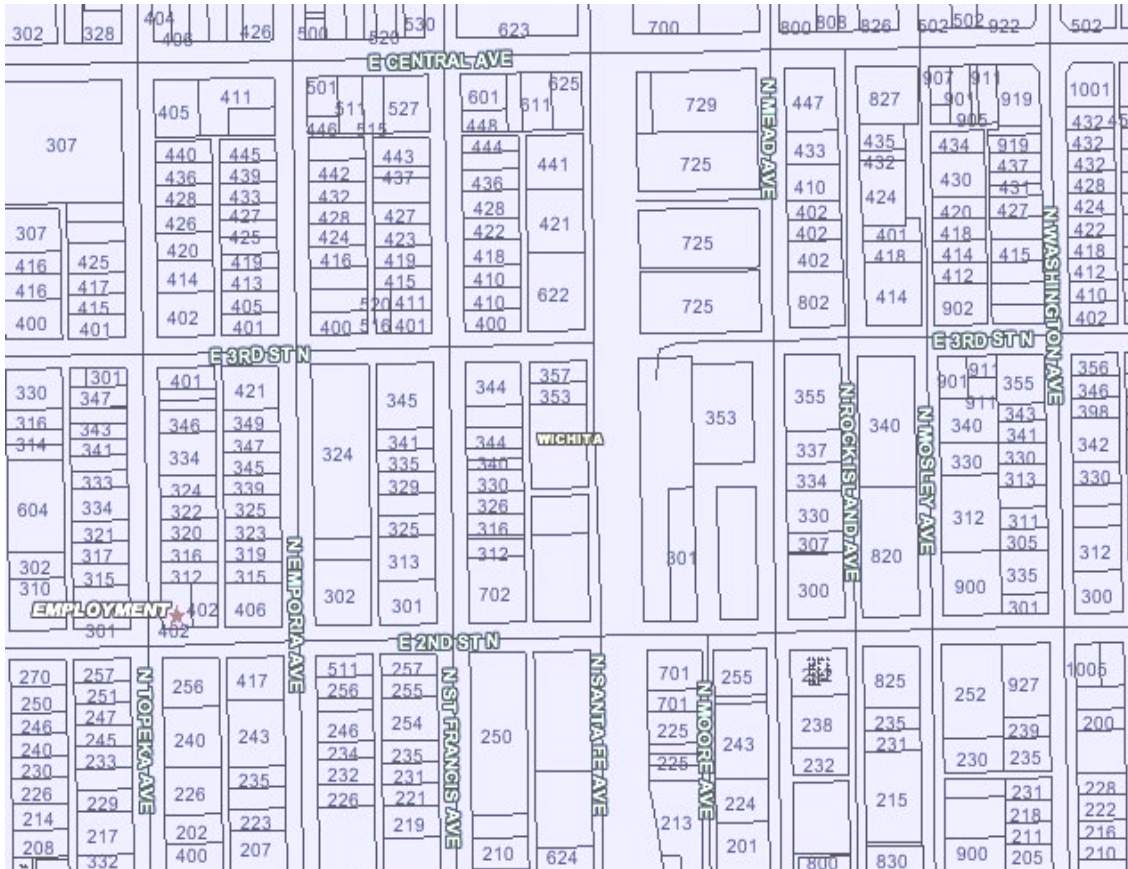 302 328 404 406 426 500 520 530 623 700 800 808 826 502 502 922 502
E CENTRAL AVE
307 405 411 501 511 527 446 515 601 611 625 448 729 N MEAD AVE 447 827 907 911 901 919 905 1001
440 445 443 444 441 725 433 435 434 919 432
436 439 442 437 436 432 437 432
428 433 432 428 421 410 424 430 431 432
426 427 428 427 422 402 420 427 428
307 420 425 424 423 418 725 402 401 418 415 424
416 425 414 419 416 419 410 622 402 418 414 N WASHINGTON AVE 422
416 417 402 413 415 410 725 802 414 412 418
400 415 405 520 411 400 902 412
401 401 400 516 401 410
402
E 3RD ST N
E 3RD ST N
330 301 401 421 345 344 357 353 355 340 901 911 355 356
316 347 346 349 324 341 344 353 337 N ROCK ISLAND AVE N MOSLEY AVE 911 343 346
314 343 334 347 335 340 WICHITA 334 340 341 398
604 341 324 345 329 330 330 330 330 342
302 333 322 339 325 326 307 820 312 313 330
310 334 320 325 313 316 301 300 900 311 312
321 316 323 302 301 312 305 300
317 312 319 N EMPORIA AVE 702 335
315 402 315 301
EMPLOYMENT 406
301 402
E 2ND ST N
270 257 N TOPEKA AVE 256 417 511 257 N ST FRANCIS AVE 250 N SANTA FE AVE 701 N MOORE AVE 255 825 252 927 1005
250 251 240 243 256 255 701 243 238 235 239 200
246 247 226 235 246 254 225 224 232 231 230 235
240 245 202 223 234 235 225 201 215 231 228
230 233 400 207 232 231 213 800 830 218 222
226 229 226 221 211 216
214 217 219 210 624 900 205 210
208 332